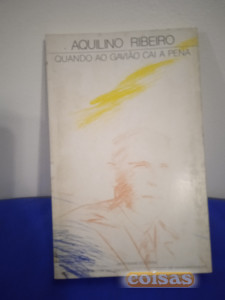 AQUILINO RIBEIRO
QUANDO AO GAVIÃO CAI A PENA
coisas